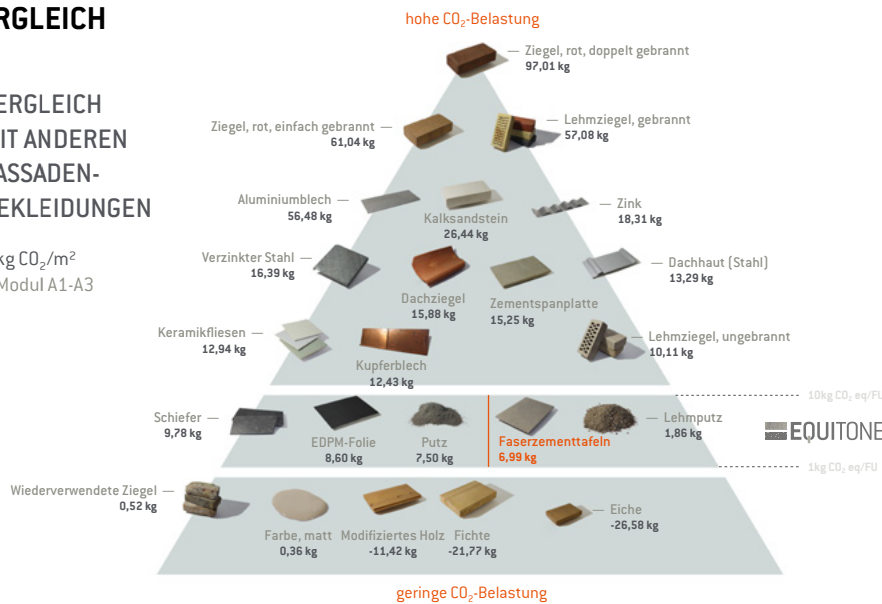 RGLEICH
hohe CO₂-Belastung
Ziegel, rot, doppelt gebrannt
97,01 kg
ERGLEICH
IT ANDEREN
ASSADEN-
EKLEIDUNGEN
kg CO₂/m²
Modul A1-A3
Ziegel, rot, einfach gebrannt
61,04 kg
Lehmziegel, gebrannt
57,08 kg
Aluminiumblech
56,48 kg
Kalksandstein
26,44 kg
Zink
18,31 kg
Verzinkter Stahl
16,39 kg
Dachziegel
15,88 kg
Zementspanplatte
15,25 kg
Dachhaut (Stahl)
13,29 kg
Keramikfliesen
12,94 kg
Kupferblech
12,43 kg
Lehmziegel, ungebrannt
10,11 kg
10kg CO₂ eq/FU
Schiefer
9,78 kg
EDPM-Folie
8,60 kg
Putz
7,50 kg
Faserzementtafeln
6,99 kg
Lehmputz
1,86 kg
EQUITONE
1kg CO₂ eq/FU
Wiederverwendete Ziegel
0,52 kg
Farbe, matt
0,36 kg
Modifiziertes Holz
-11,42 kg
Fichte
-21,77 kg
Eiche
-26,58 kg
geringe CO₂-Belastung